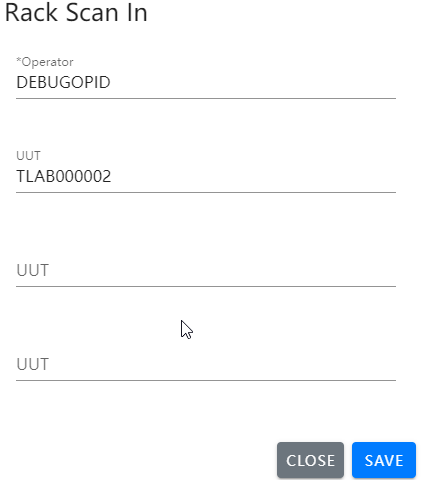 Rack Scan In
*Operator
DEBUGOPID
UUT
TLAB000002
UUT
UUT
CLOSE SAVE